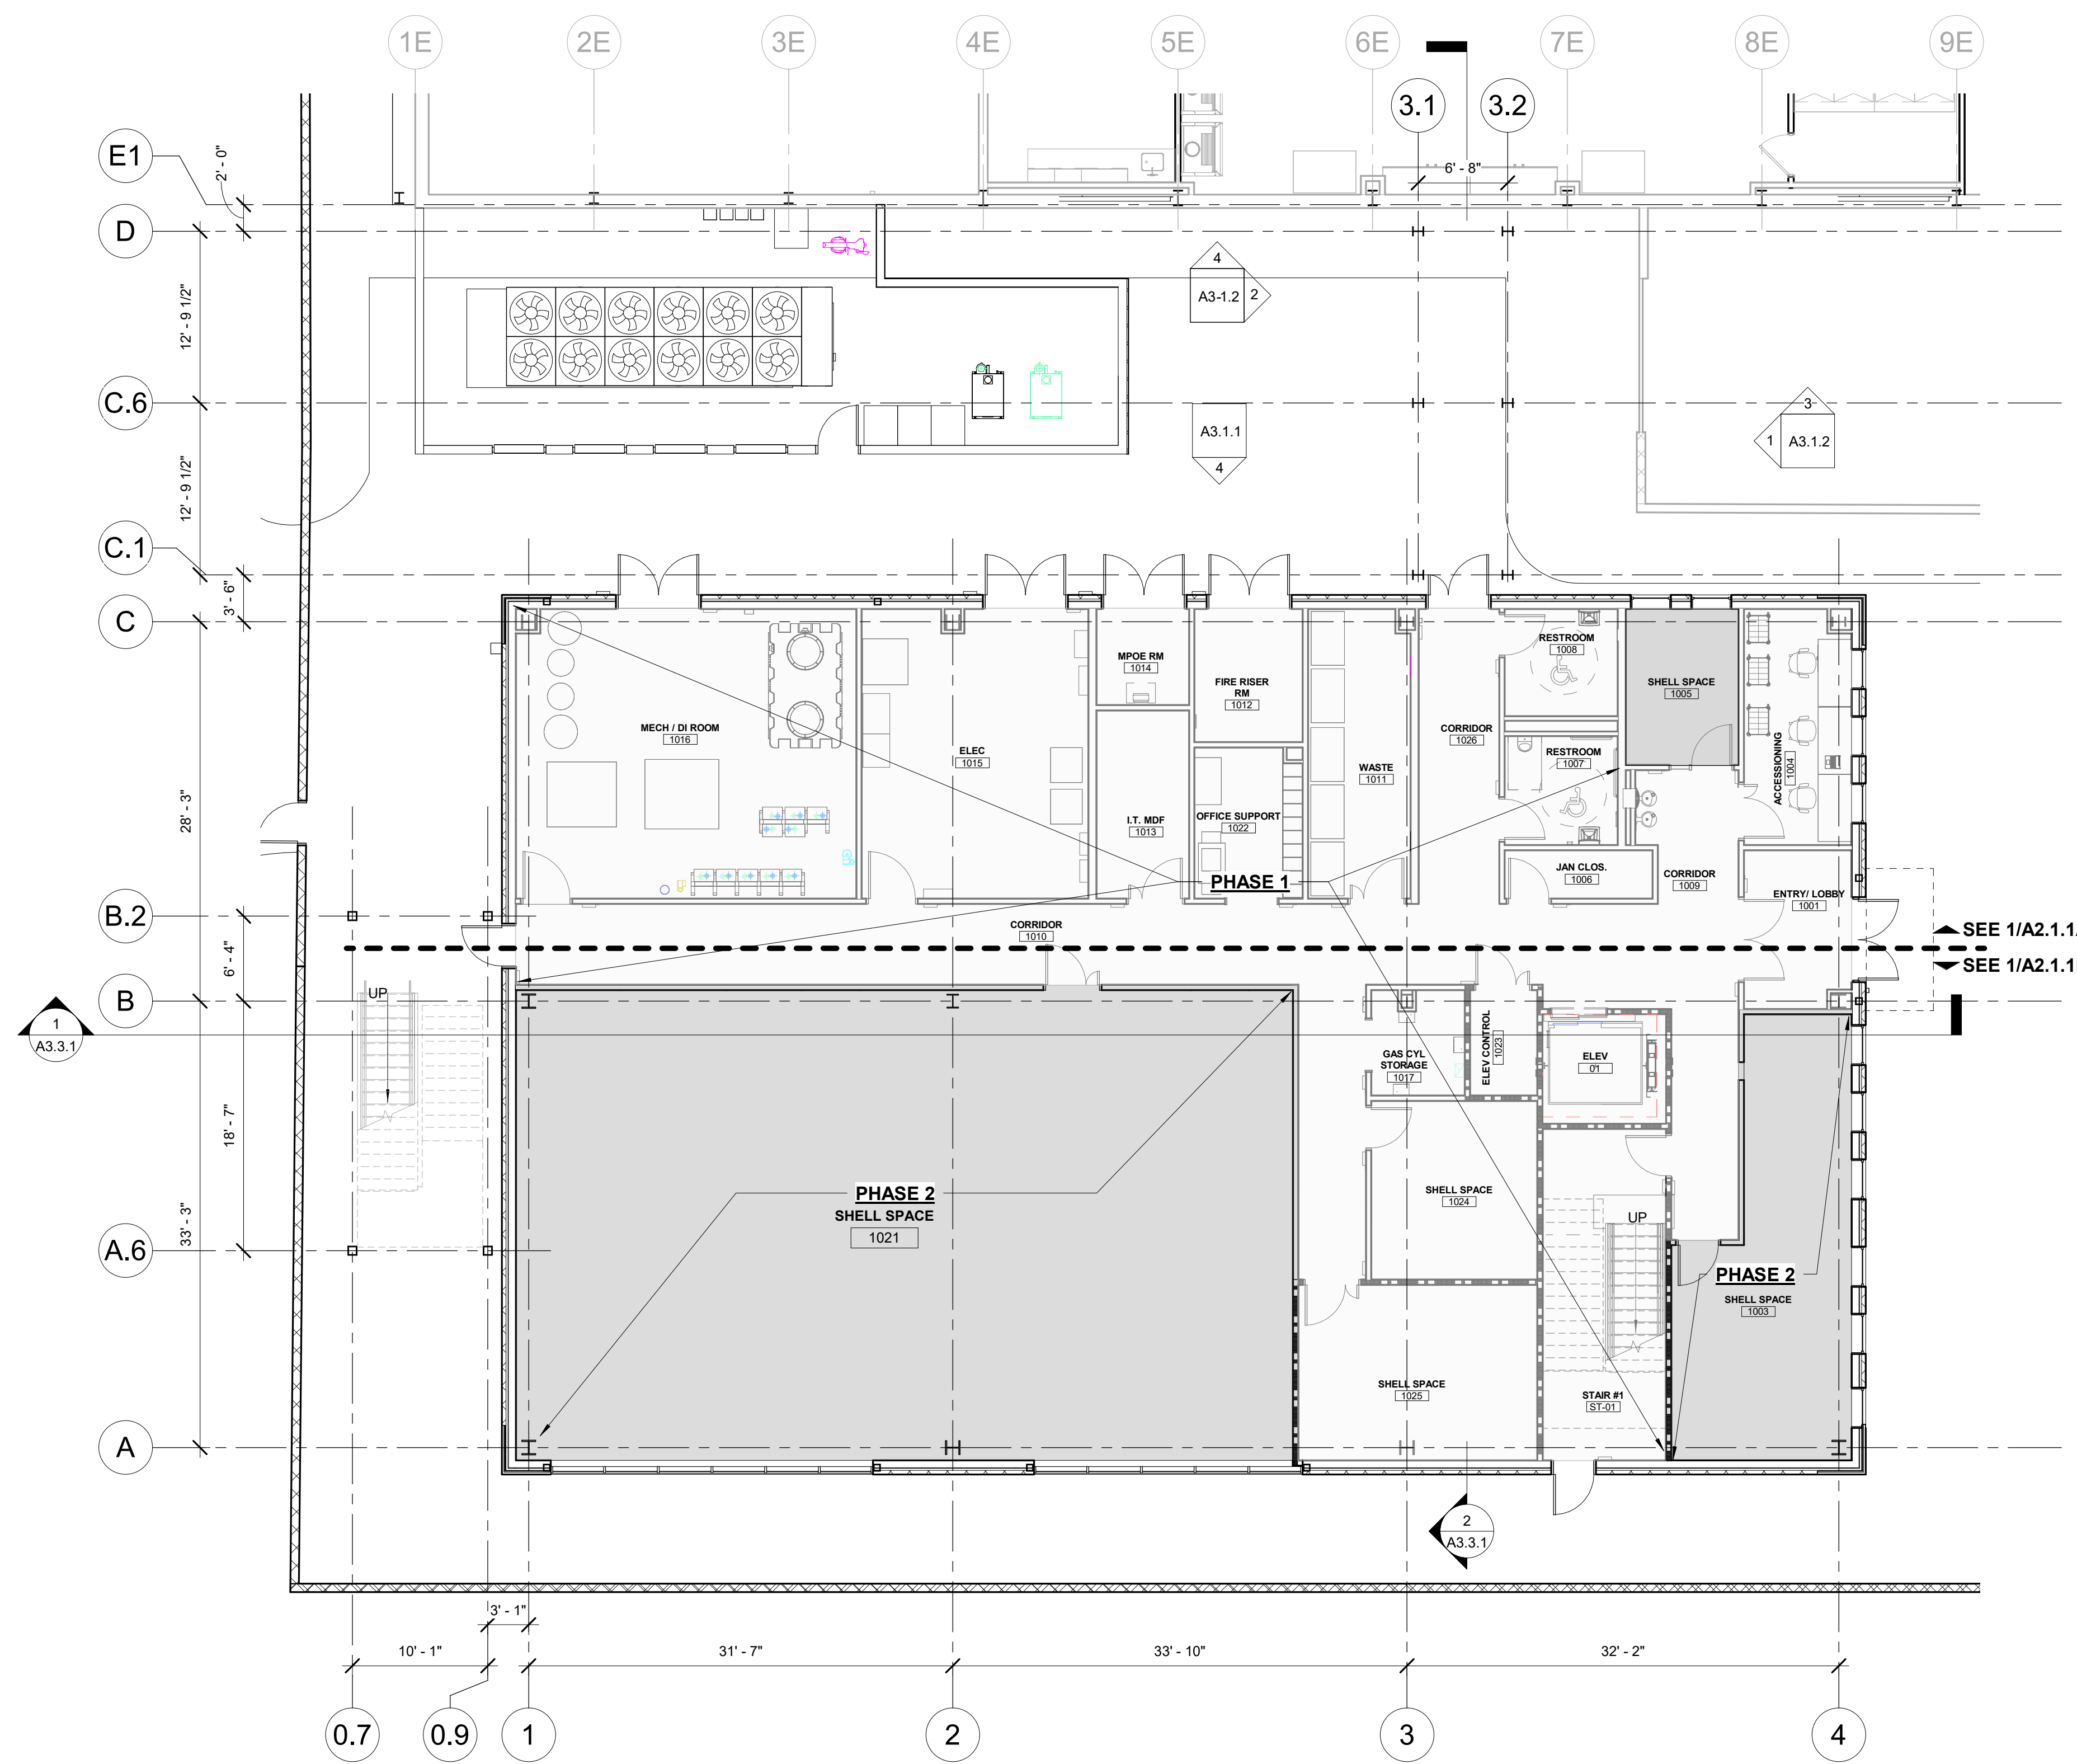 1E 2E 3E 4E 5E 6E 7E 8E 9E
3.1 3.2
E1
2' - 0"
6' - 8"
D
4
A3-1.2 2
12' - 9 1/2"
C.6
3
A3.1.1
1 A3.1.2
4
12' - 9 1/2"
C.1
3' - 6"
C
RESTROOM
1008
MPOE RM
1014
FIRE RISER
RM
1012
SHELL SPACE
1005
MECH / DI ROOM
1016
CORRIDOR
1026
ELEC
1015
RESTROOM
1007
ACCESSIONING
1004
WASTE
1011
28' - 3"
I.T. MDF
1013
OFFICE SUPPORT
1022
JAN CLOS.
1006
CORRIDOR
1009
PHASE 1
ENTRY/ LOBBY
1001
B.2
CORRIDOR
1010
SEE 1/A2.1.1
SEE 1/A2.1.1
6' - 4"
UP
B
1
A3.3.1
GAS CYL
STORAGE
1017
ELEV CONTROL
1023
ELEV
01
18' - 7"
PHASE 2
SHELL SPACE
1021
SHELL SPACE
1024
33' - 3"
UP
A.6
PHASE 2
SHELL SPACE
1003
SHELL SPACE
1025
STAIR #1
ST-01
A
2
A3.3.1
3' - 1"
10' - 1" 31' - 7" 33' - 10" 32' - 2"
0.7 0.9 1 2 3 4